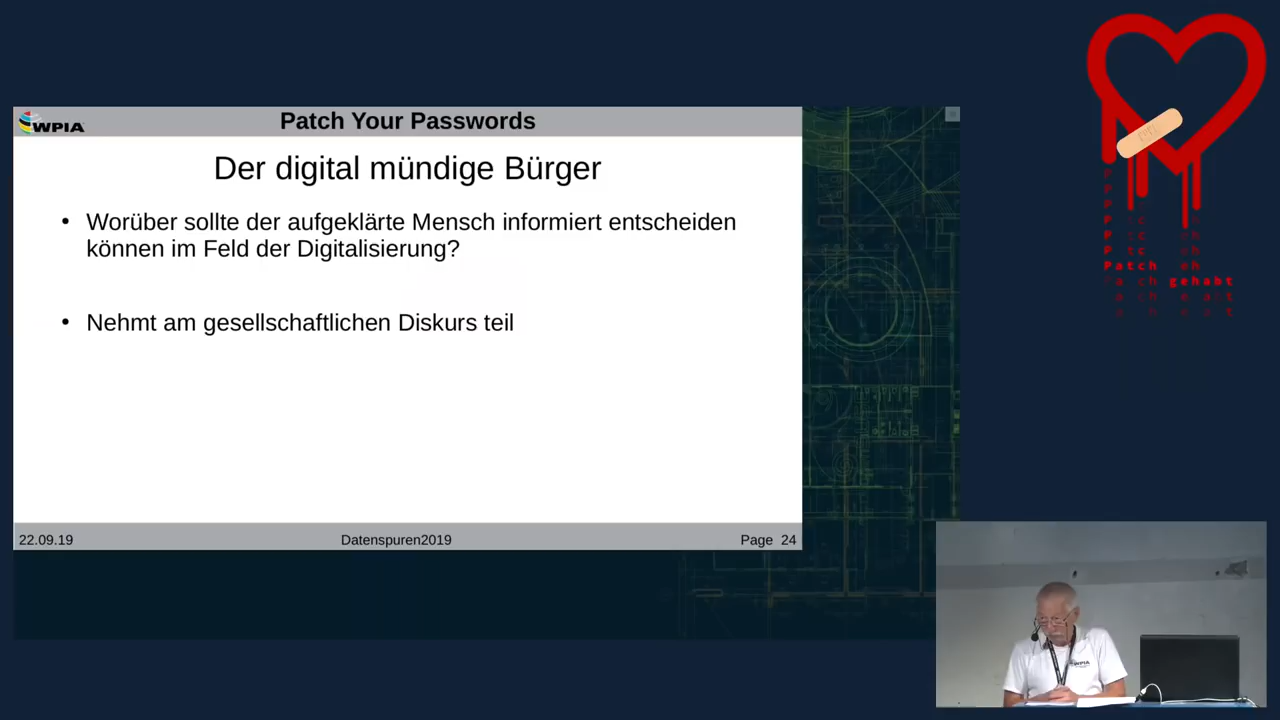 WPIA
Patch Your Passwords
Der digital mündige Bürger
• Worüber sollte der aufgeklärte Mensch informiert entscheiden
können im Feld der Digitalisierung?
• Nehmt am gesellschaftlichen Diskurs teil
22.09.19
Datenspuren2019
Page 24
Patch
gehabt
WPIA